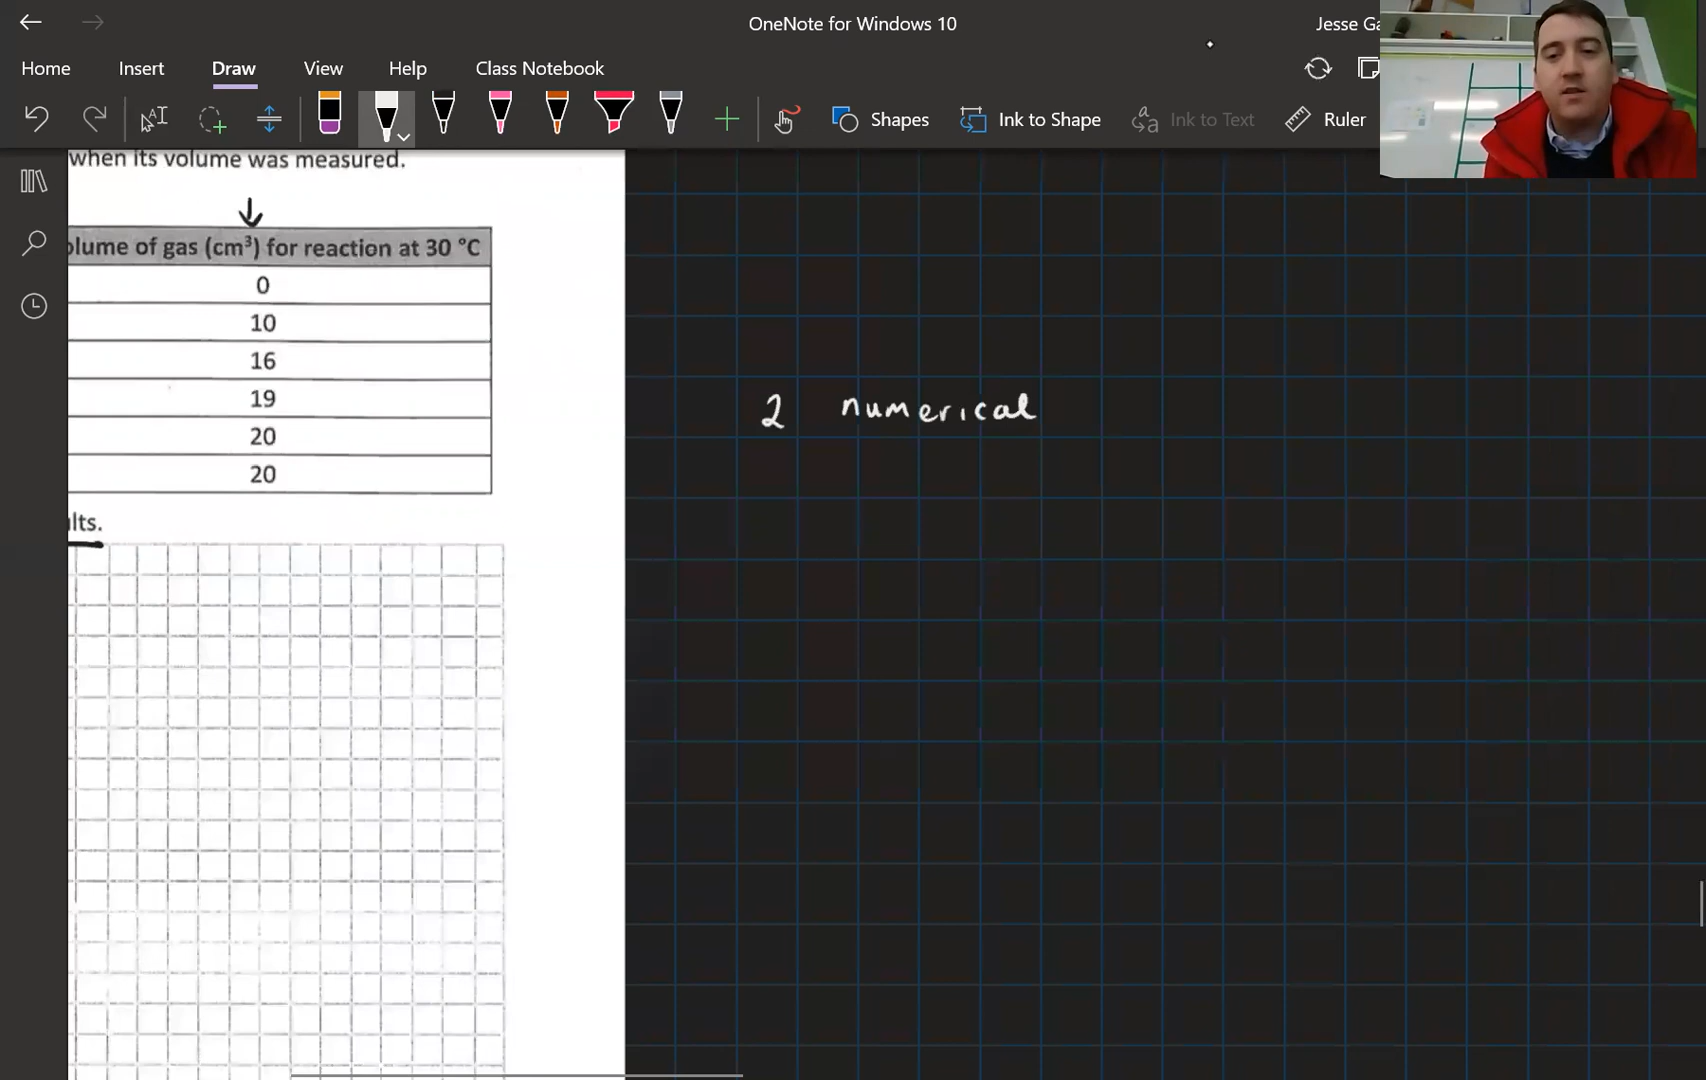 OneNote for Windows 10
Jesse Ga
Home Insert Draw View Help Class Notebook
Shapes Ink to Shape Ink to Text Ruler
when its volume was measured.
olume of gas (cm³) for reaction at 30 °C
0
10
16
19
20
20
ults.
2 numerical